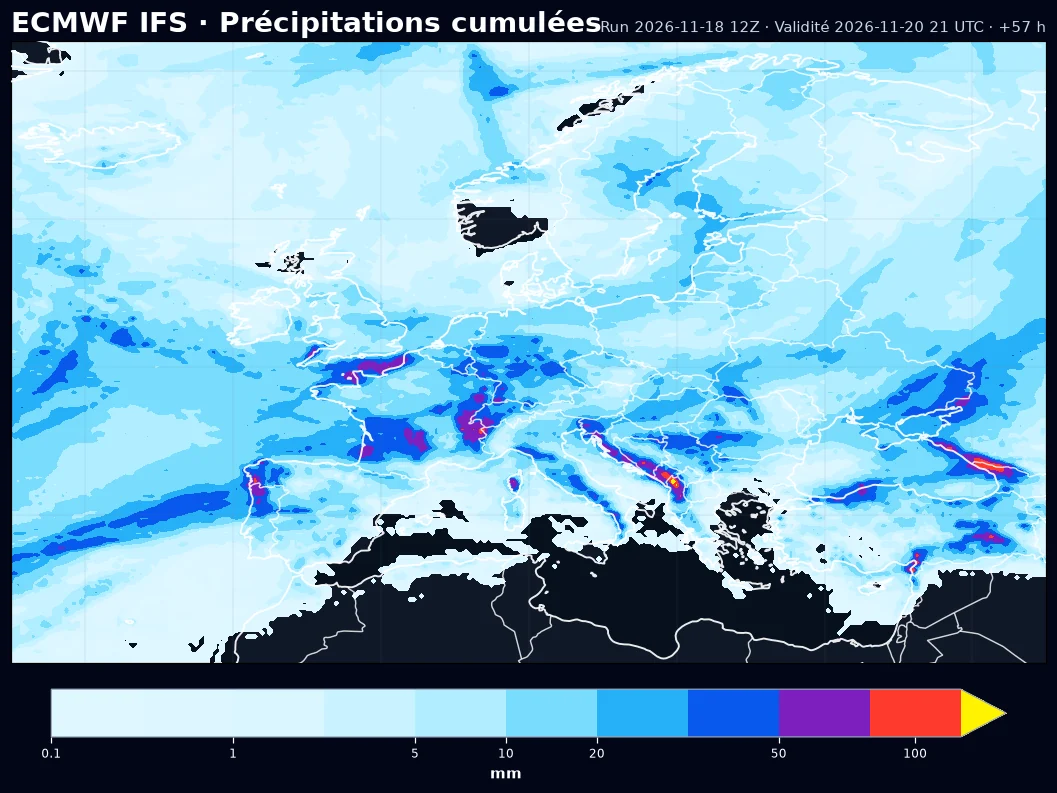 ECMWF IFS · Précipitations cumulées
Run 2026-11-18 12Z · Validité 2026-11-20 21 UTC · +57 h
0.1 1 5 10 20 50 100
mm